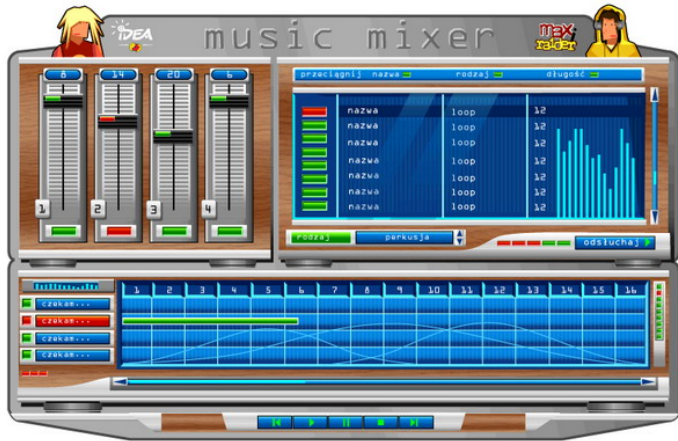 iDEA
music mixer
max
raider
8 14 20 6
1 2 3 4
przeciągnij nazwa rodzaj długość
nazwa loop 12
nazwa loop 12
nazwa loop 12
nazwa loop 12
nazwa loop 12
nazwa loop 12
rodzaj perkusja odsłuchaj
1 2 3 4 5 6 7 8 9 10 11 12 13 14 15 16
czekam...
czekam...
czekam...
czekam...